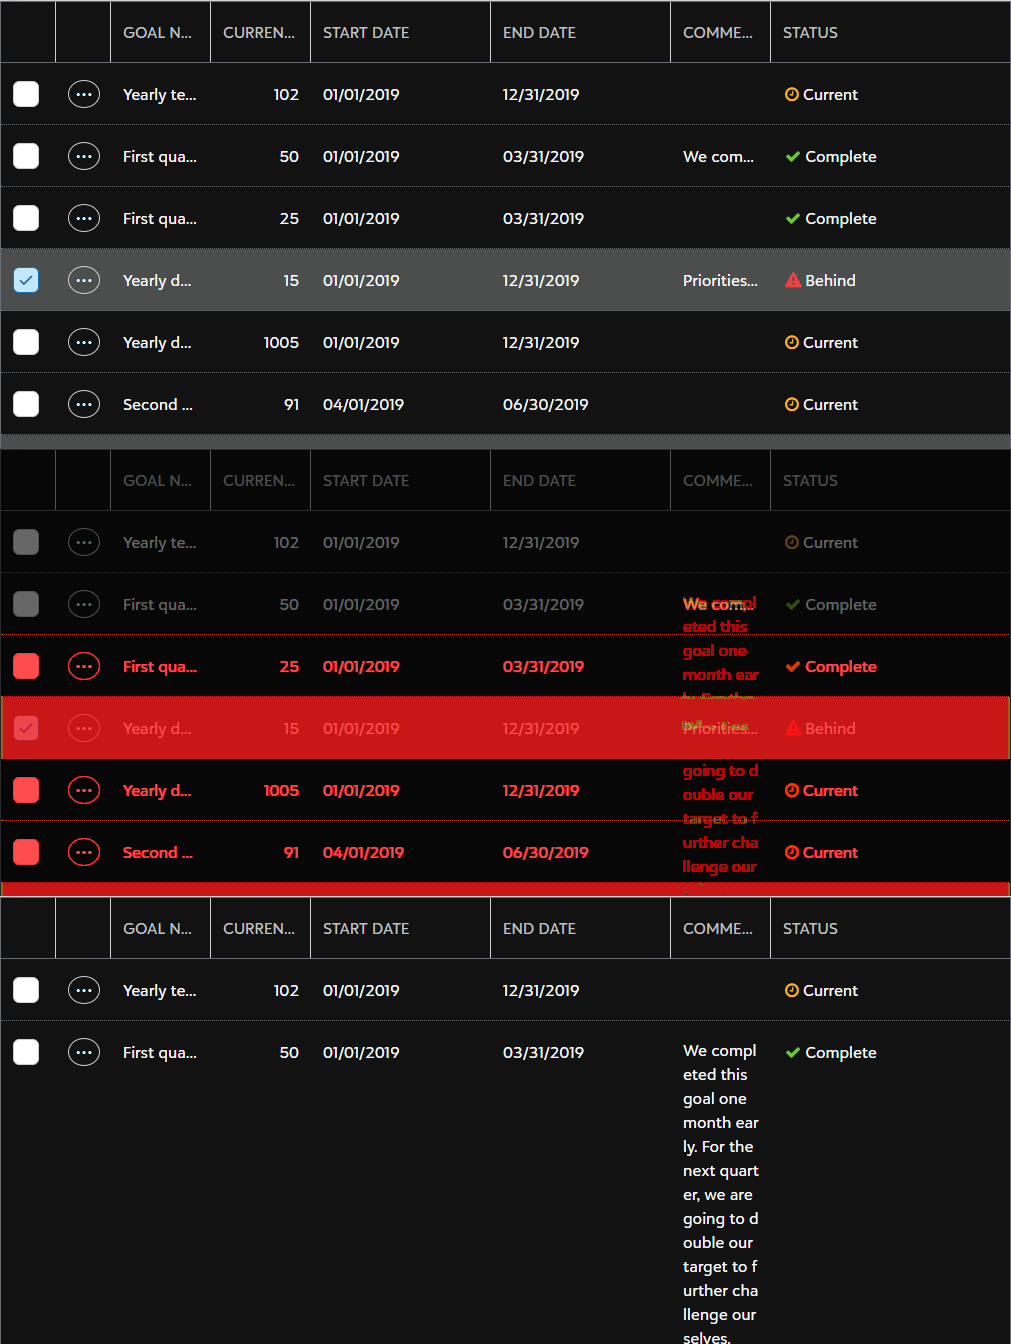 GOAL N... CURREN... START DATE END DATE COMME... STATUS
Yearly te... 102 01/01/2019 12/31/2019 Current
First qua... 50 01/01/2019 03/31/2019 We com... Complete
First qua... 25 01/01/2019 03/31/2019 Complete
Yearly d... 15 01/01/2019 12/31/2019 Priorities... Behind
Yearly d... 1005 01/01/2019 12/31/2019 Current
Second ... 91 04/01/2019 06/30/2019 Current
GOAL N... CURREN... START DATE END DATE COMME... STATUS
Yearly te... 102 01/01/2019 12/31/2019 Current
First qua... 50 01/01/2019 03/31/2019 We com... Complete
eted this
goal one
First qua... 25 01/01/2019 03/31/2019 Complete
month ear
Yearly d... 15 01/01/2019 12/31/2019 Priorities... Behind
going to d
Yearly d... 1005 01/01/2019 12/31/2019 Current
ouble our
target to f
urther cha
Second ... 91 04/01/2019 06/30/2019 Current
llenge our
GOAL N... CURREN... START DATE END DATE COMME... STATUS
Yearly te... 102 01/01/2019 12/31/2019 Current
First qua... 50 01/01/2019 03/31/2019 We compl Complete
eted this
goal one
month ear
ly. For the
next quart
er, we are
going to d
ouble our
target to f
urther cha
llenge our
selves.